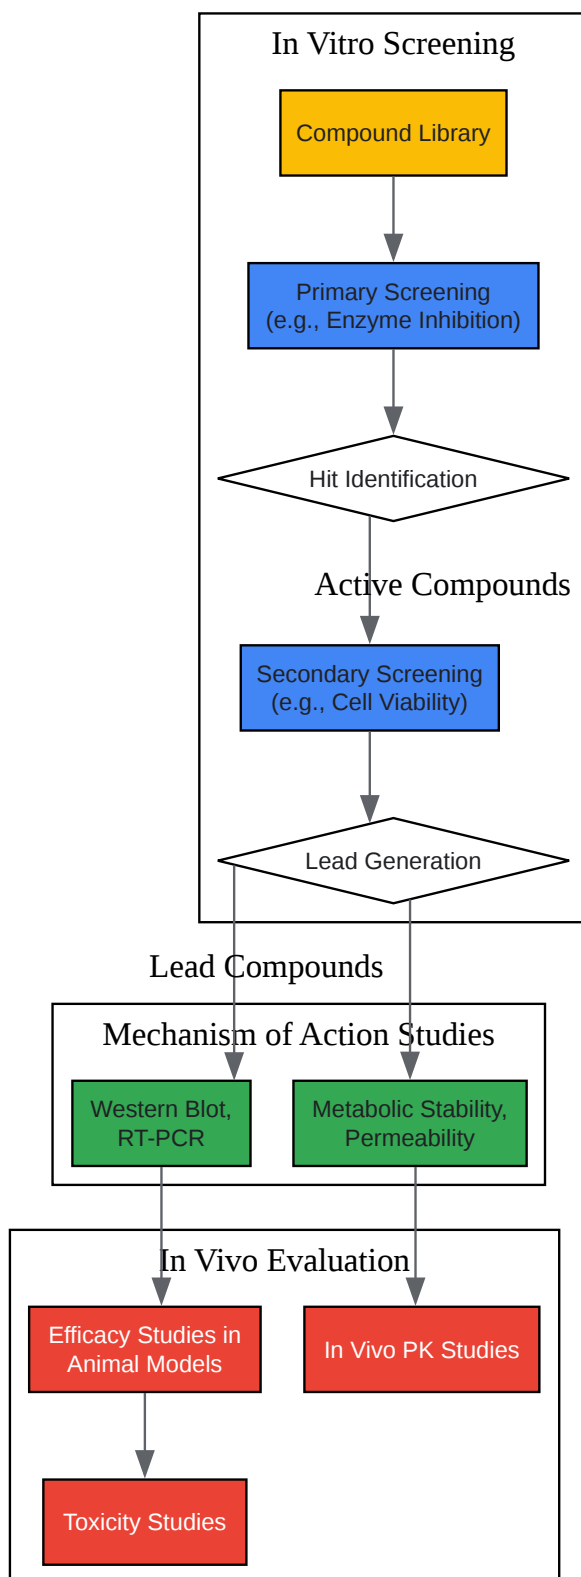 In Vitro Screening
Compound Library
Primary Screening
(e.g., Enzyme Inhibition)
Hit Identification
Active Compounds
Secondary Screening
(e.g., Cell Viability)
Lead Generation
Lead Compounds
Mechanism of Action Studies
Western Blot,
RT-PCR
Metabolic Stability,
Permeability
In Vivo Evaluation
Efficacy Studies in
Animal Models
In Vivo PK Studies
Toxicity Studies